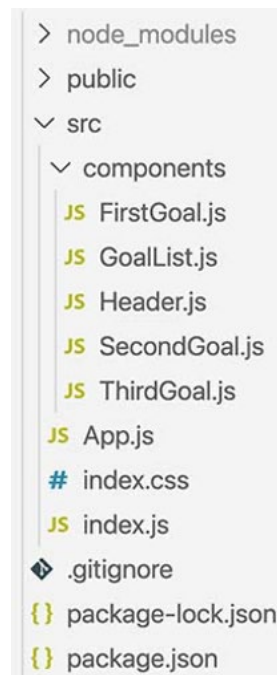 node_modules
public
src
components
JS FirstGoal.js
JS GoalList.js
JS Header.js
JS SecondGoal.js
JS ThirdGoal.js
JS App.js
# index.css
JS index.js
.gitignore
{} package-lock.json
{} package.json